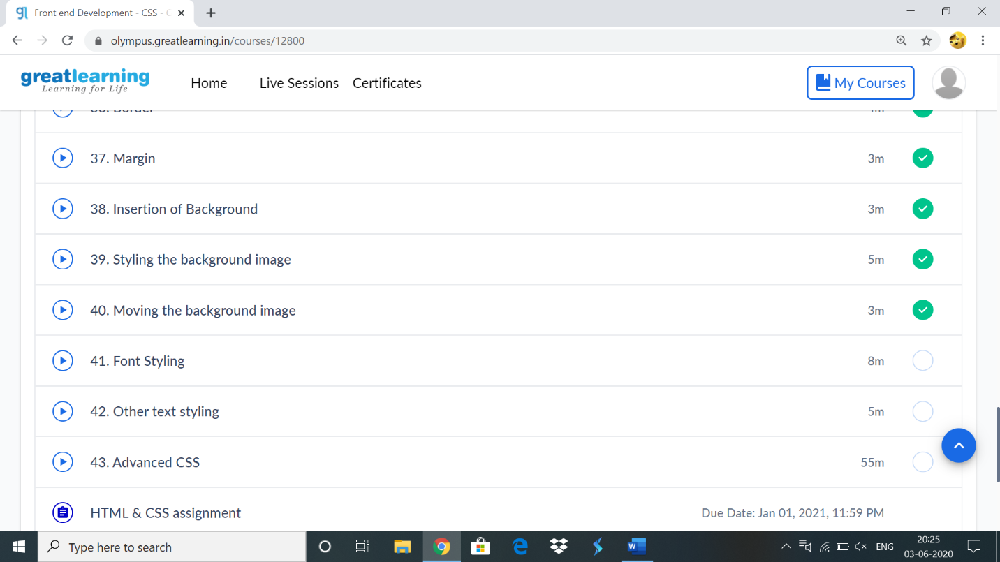 Front end Development - CSS -
olympus.greatlearning.in/courses/12800
greatlearning
Learning for Life
Home
Live Sessions
Certificates
My Courses
37. Margin
3m
38. Insertion of Background
3m
39. Styling the background image
5m
40. Moving the background image
3m
41. Font Styling
8m
42. Other text styling
5m
43. Advanced CSS
55m
HTML & CSS assignment
Due Date: Jan 01, 2021, 11:59 PM
Type here to search
ENG
20:25
03-06-2020